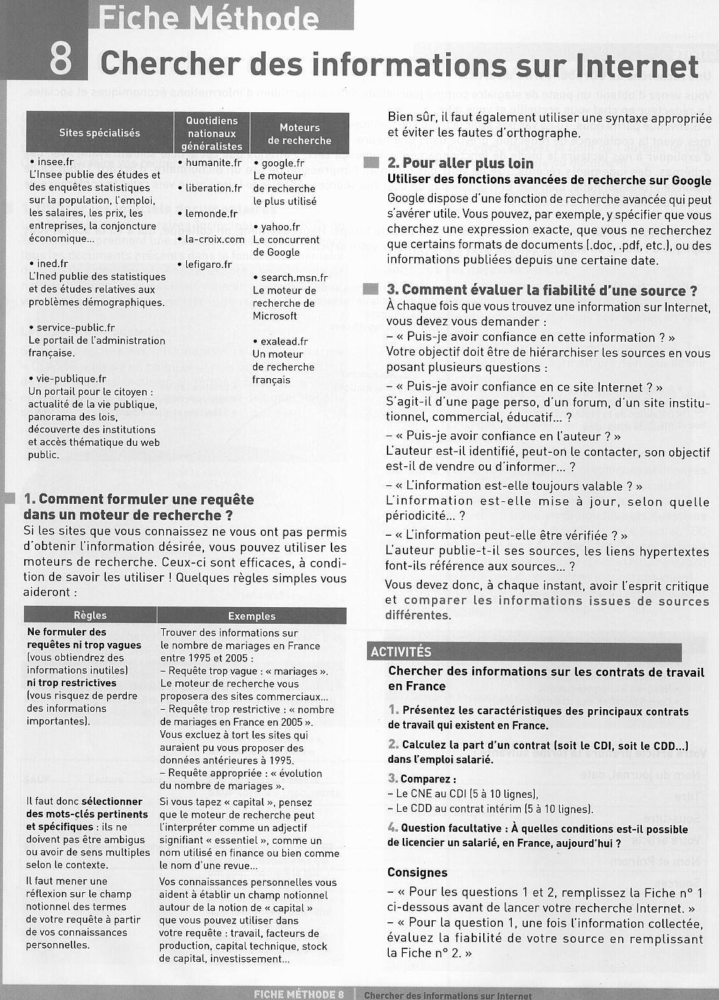 Fiche Méthode
8 Chercher des informations sur Internet
Sites spécialisés
• insee.fr
L'Insee publie des études et
des enquêtes statistiques
sur la population, l'emploi,
les salaires, les prix, les
entreprises, la conjoncture
économique...
• ined.fr
L'Ined publie des statistiques
et des études relatives aux
problèmes démographiques.
• service-public.fr
Le portail de l'administration
française.
• vie-publique.fr
Un portail pour le citoyen :
actualité de la vie publique,
panorama des lois,
découverte des institutions
et accès thématique du web
public.
Quotidiens
nationaux
généralistes
• humanite.fr
• liberation.fr
• lemonde.fr
• la-croix.com
• lefigaro.fr
Moteurs
de recherche
• google.fr
Le moteur
de recherche
le plus utilisé
• yahoo.fr
Le concurrent
de Google
• search.msn.fr
Le moteur de
recherche de
Microsoft
• exalead.fr
Un moteur
de recherche
français
1. Comment formuler une requête
dans un moteur de recherche ?
Si les sites que vous connaissez ne vous ont pas permis
d'obtenir l'information désirée, vous pouvez utiliser les
moteurs de recherche. Ceux-ci sont efficaces, à condi-
tion de savoir les utiliser ! Quelques règles simples vous
aideront :
Règles
Exemples
Ne formuler des
requêtes ni trop vagues
(vous obtiendrez des
informations inutiles)
ni trop restrictives
(vous risquez de perdre
des informations
importantes).
Trouver des informations sur
le nombre de mariages en France
entre 1995 et 2005 :
– Requête trop vague : « mariages ».
Le moteur de recherche vous
proposera des sites commerciaux...
– Requête trop restrictive : « nombre
de mariages en France en 2005 ».
Vous excluez à tort les sites qui
auraient pu vous proposer des
données antérieures à 1995.
– Requête appropriée : « évolution
du nombre de mariages ».
Il faut donc sélectionner
des mots-clés pertinents
et spécifiques : ils ne
doivent pas être ambigus
ou avoir de sens multiples
selon le contexte.
Si vous tapez « capital », pensez
que le moteur de recherche peut
l'interpréter comme un adjectif
signifiant « essentiel », comme un
nom utilisé en finance ou bien comme
le nom d'une revue...
Il faut mener une
réflexion sur le champ
notionnel des termes
de votre requête à partir
de vos connaissances
personnelles.
Vos connaissances personnelles vous
aident à établir un champ notionnel
autour de la notion de « capital »
que vous pouvez utiliser dans
votre requête : travail, facteurs de
production, capital technique, stock
de capital, investissement...
Bien sûr, il faut également utiliser une syntaxe appropriée
et éviter les fautes d'orthographe.
2. Pour aller plus loin
Utiliser des fonctions avancées de recherche sur Google
Google dispose d'une fonction de recherche avancée qui peut
s'avérer utile. Vous pouvez, par exemple, y spécifier que vous
cherchez une expression exacte, que vous ne recherchez
que certains formats de documents (.doc, .pdf, etc.), ou des
informations publiées depuis une certaine date.
3. Comment évaluer la fiabilité d'une source ?
À chaque fois que vous trouvez une information sur Internet,
vous devez vous demander :
– « Puis-je avoir confiance en cette information ? »
Votre objectif doit être de hiérarchiser les sources en vous
posant plusieurs questions :
– « Puis-je avoir confiance en ce site Internet ? »
S'agit-il d'une page perso, d'un forum, d'un site institu-
tionnel, commercial, éducatif... ?
– « Puis-je avoir confiance en l'auteur ? »
L'auteur est-il identifié, peut-on le contacter, son objectif
est-il de vendre ou d'informer... ?
– « L'information est-elle toujours valable ? »
L'information est-elle mise à jour, selon quelle
périodicité... ?
– « L'information peut-elle être vérifiée ? »
L'auteur publie-t-il ses sources, les liens hypertextes
font-ils référence aux sources... ?
Vous devez donc, à chaque instant, avoir l'esprit critique
et comparer les informations issues de sources
différentes.
ACTIVITÉS
Chercher des informations sur les contrats de travail
en France
1. Présentez les caractéristiques des principaux contrats
de travail qui existent en France.
2. Calculez la part d'un contrat (soit le CDI, soit le CDD...)
dans l'emploi salarié.
3. Comparez :
– Le CNE au CDI (5 à 10 lignes),
– Le CDD au contrat intérim (5 à 10 lignes).
4. Question facultative : À quelles conditions est-il possible
de licencier un salarié, en France, aujourd'hui ?
Consignes
– « Pour les questions 1 et 2, remplissez la Fiche n° 1
ci-dessous avant de lancer votre recherche Internet. »
– « Pour la question 1, une fois l'information collectée,
évaluez la fiabilité de votre source en remplissant
la Fiche n° 2. »
FICHE MÉTHODE 8 | Chercher des informations sur Internet